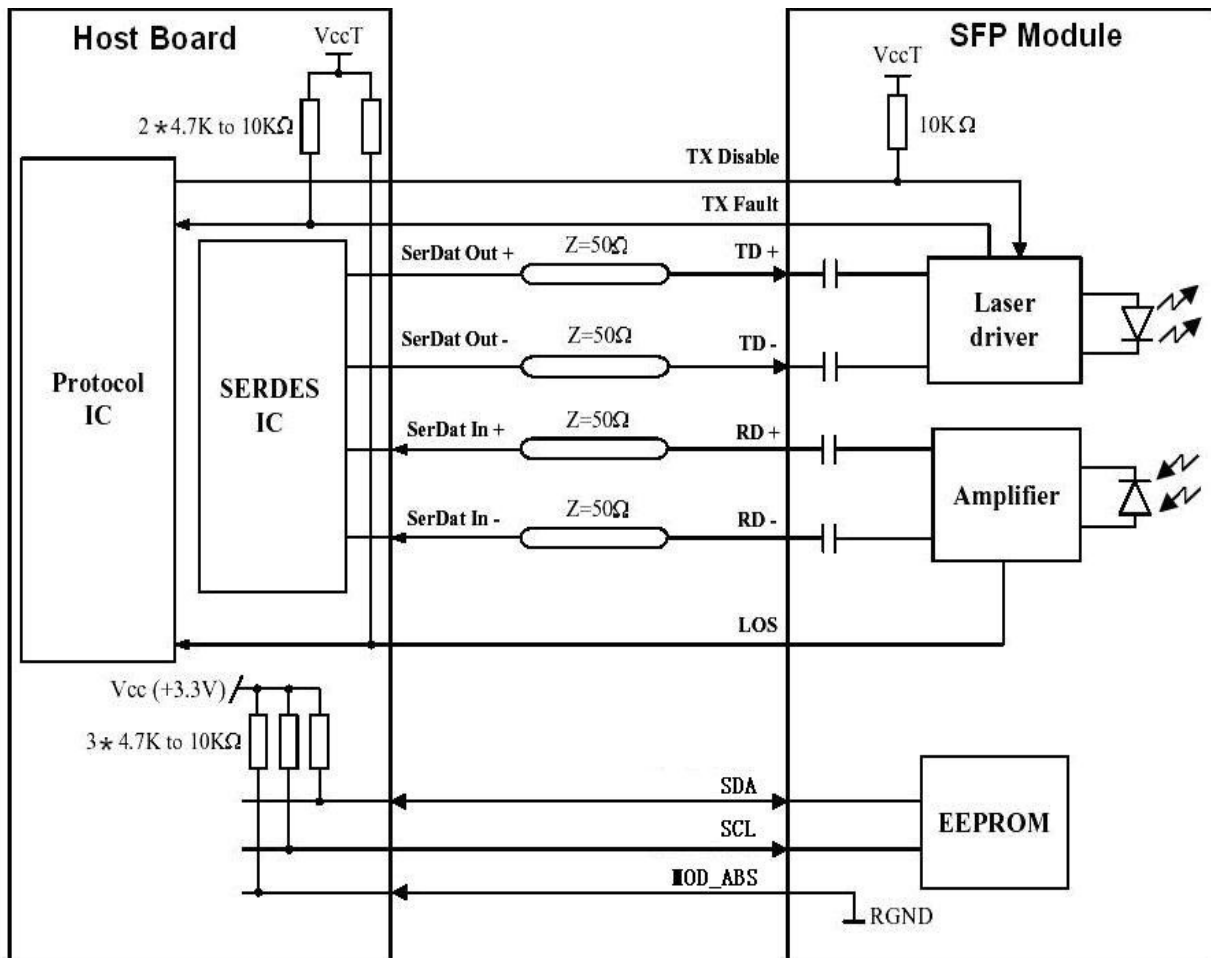 Host Board
SFP Module
VccT
VccT
2*4.7K to 10KΩ
10KΩ
TX Disable
TX Fault
SerDat Out +
Z=50Ω
TD +
Laser
driver
SerDat Out -
Z=50Ω
TD -
Protocol
IC
SERDES
IC
SerDat In +
Z=50Ω
RD +
Amplifier
SerDat In -
Z=50Ω
RD -
LOS
Vcc (+3.3V)
3*4.7K to 10KΩ
SDA
SCL
EEPROM
MOD_ABS
RGND